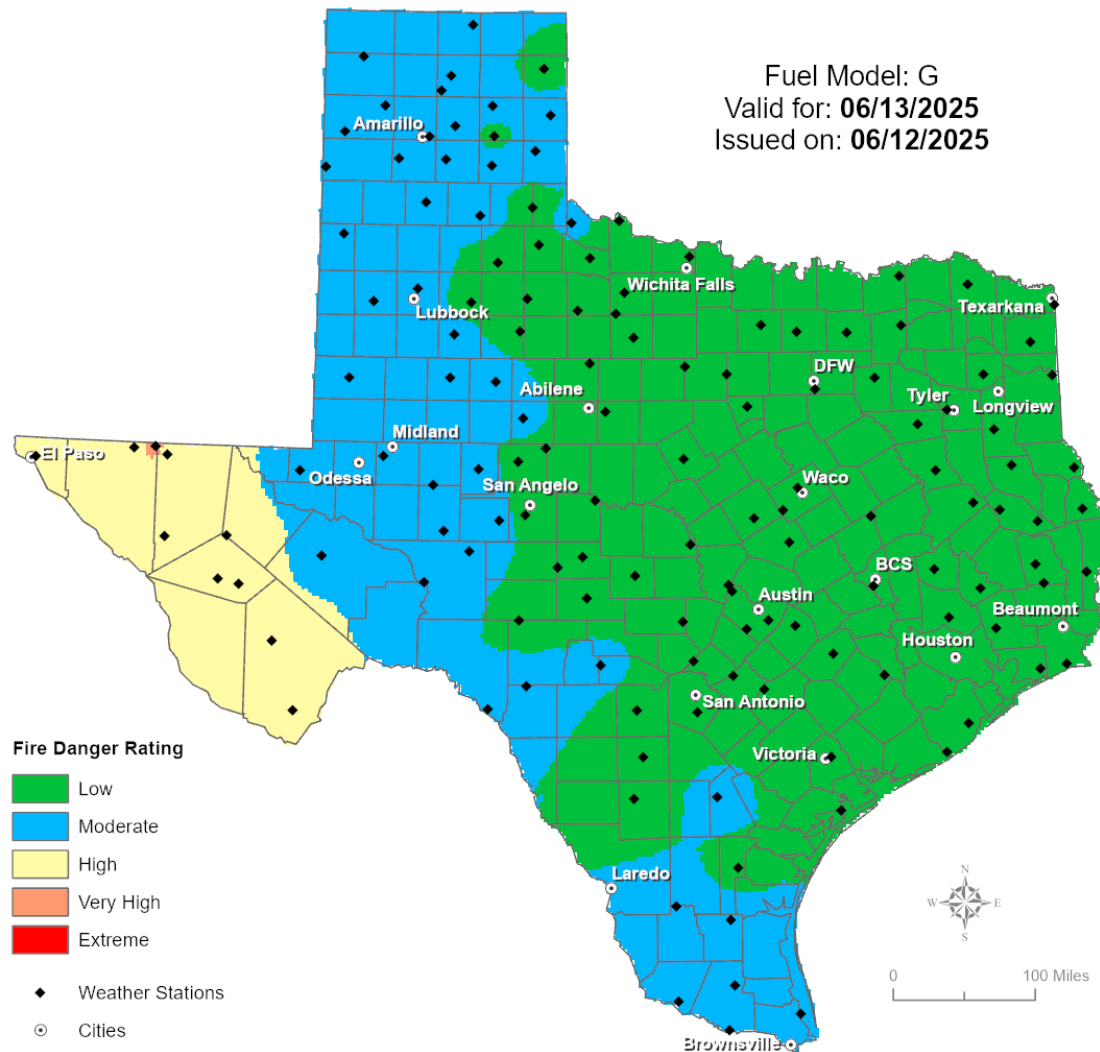 Fuel Model: G
Valid for: 06/13/2025
Issued on: 06/12/2025
Amarillo
Wichita Falls
Lubbock
Texarkana
DFW
Abilene
Tyler
Longview
Midland
El Paso
Odessa
San Angelo
Waco
BCS
Austin
Beaumont
Houston
San Antonio
Victoria
Laredo
Brownsville
Fire Danger Rating
Low
Moderate
High
Very High
Extreme
Weather Stations
Cities
N
W E
S
0 100 Miles